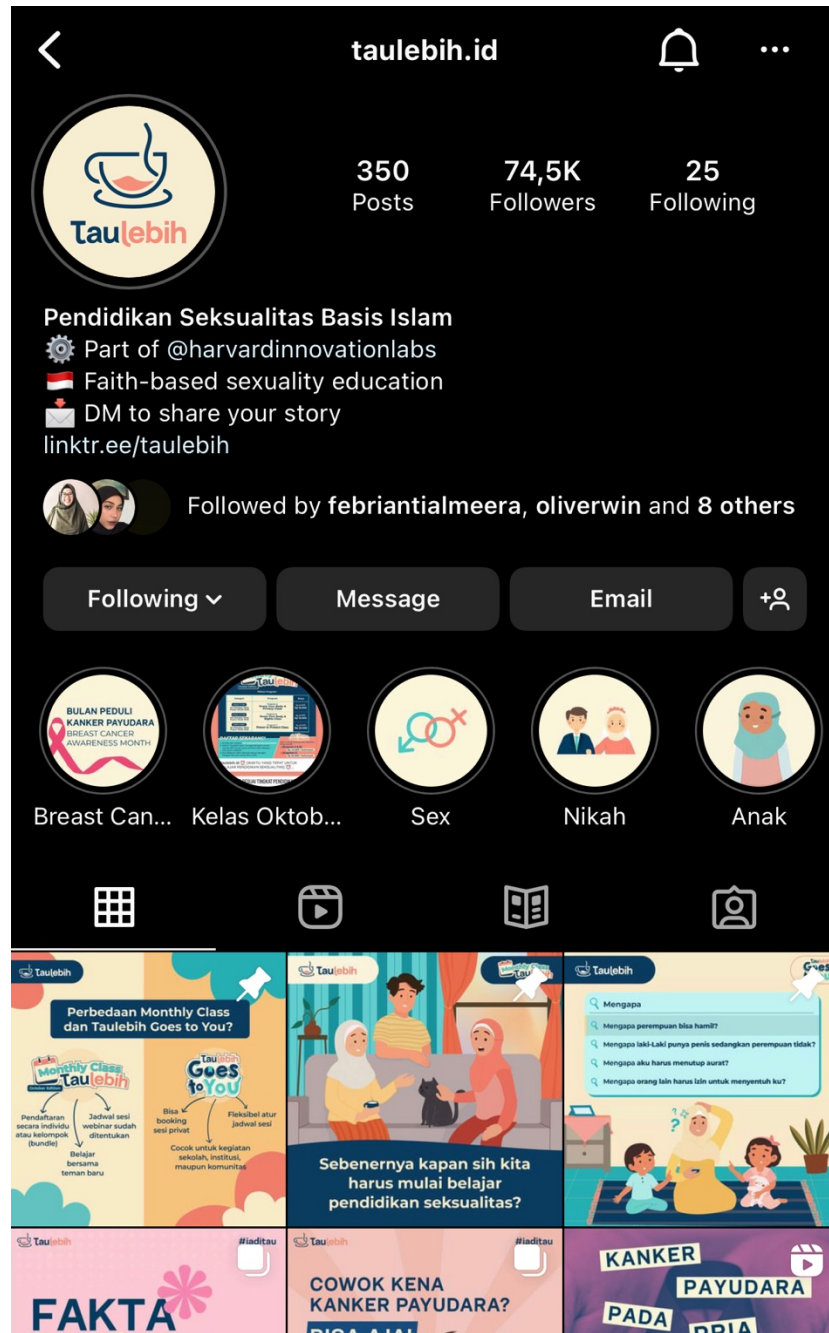 taulebih.id
Taulebih
350
Posts
74,5K
Followers
25
Following
Pendidikan Seksualitas Basis Islam
Part of @harvardinnovationlabs
Faith-based sexuality education
DM to share your story
linktr.ee/taulebih
Followed by febriantialmeera, oliverwin and 8 others
Following
Message
Email
BULAN PEDULI
KANKER PAYUDARA
BREAST CANCER
AWARENESS MONTH
Breast Can...
Kelas Oktob...
Sex
Nikah
Anak
Taulebih
Perbedaan Monthly Class
dan Taulebih Goes to You?
Monthly Class
Taulebih
Pendaftaran
secara individu
atau kelompok
(bundle)
Jadwal sesi
webinar sudah
ditentukan
Belajar
bersama
teman baru
Taulebih
Goes
to You
Bisa
booking
sesi privat
Fleksibel atur
jadwal sesi
Cocok untuk kegiatan
sekolah, institusi,
maupun komunitas
Taulebih
Monthly Class
Sebenernya kapan sih kita
harus mulai belajar
pendidikan seksualitas?
Taulebih
Mengapa
Mengapa perempuan bisa hamil?
Mengapa laki-Laki punya penis sedangkan perempuan tidak?
Mengapa aku harus menutup aurat?
Mengapa orang lain harus izin untuk menyentuh ku?
Taulebih
#jaditau
FAKTA
Taulebih
#jaditau
COWOK KENA
KANKER PAYUDARA?
BISA AJA!
KANKER
PAYUDARA
PADA
PRIA